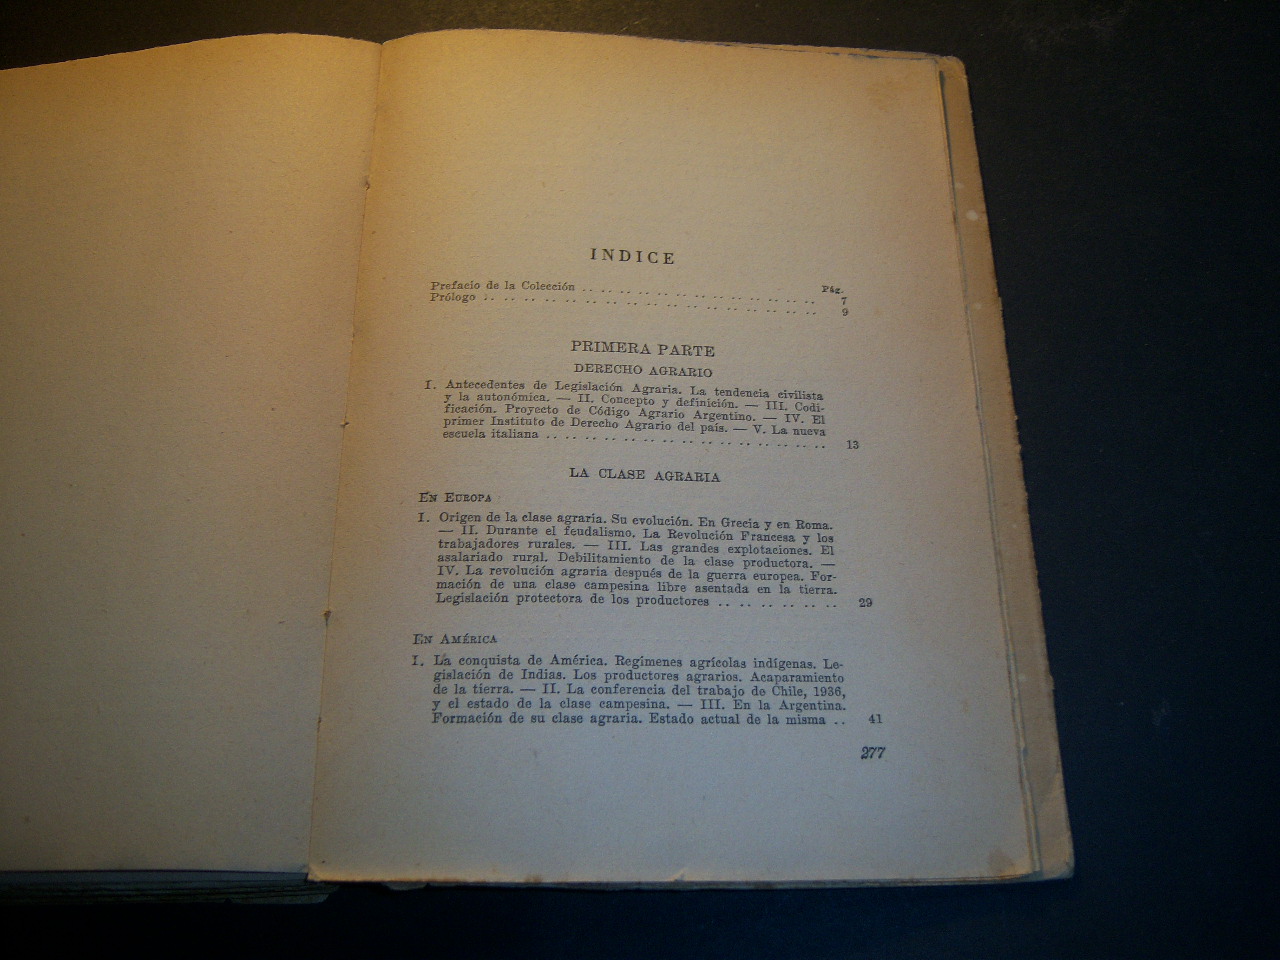 INDICE
Pág.
Prefacio de la Colección .. .. .. .. .. .. .. .. .. .. .. .. 7
Prólogo .. .. .. .. .. .. .. .. .. .. .. .. .. .. .. .. .. 9
PRIMERA PARTE
DERECHO AGRARIO
I. Antecedentes de Legislación Agraria. La tendencia civilista
y la autonómica. — II. Concepto y definición. — III. Codi-
ficación. Proyecto de Código Agrario Argentino. — IV. El
primer Instituto de Derecho Agrario del país. — V. La nueva
escuela italiana .. .. .. .. .. .. .. .. .. .. .. .. .. .. .. 13
LA CLASE AGRARIA
EN EUROPA
I. Origen de la clase agraria. Su evolución. En Grecia y en Roma.
— II. Durante el feudalismo. La Revolución Francesa y los
trabajadores rurales. — III. Las grandes explotaciones. El
asalariado rural. Debilitamiento de la clase productora. —
IV. La revolución agraria después de la guerra europea. For-
mación de una clase campesina libre asentada en la tierra.
Legislación protectora de los productores .. .. .. .. .. .. 29
EN AMÉRICA
I. La conquista de América. Regímenes agrícolas indígenas. Le-
gislación de Indias. Los productores agrarios. Acaparamiento
de la tierra. — II. La conferencia del trabajo de Chile, 1936,
y el estado de la clase campesina. — III. En la Argentina.
Formación de su clase agraria. Estado actual de la misma .. 41
277